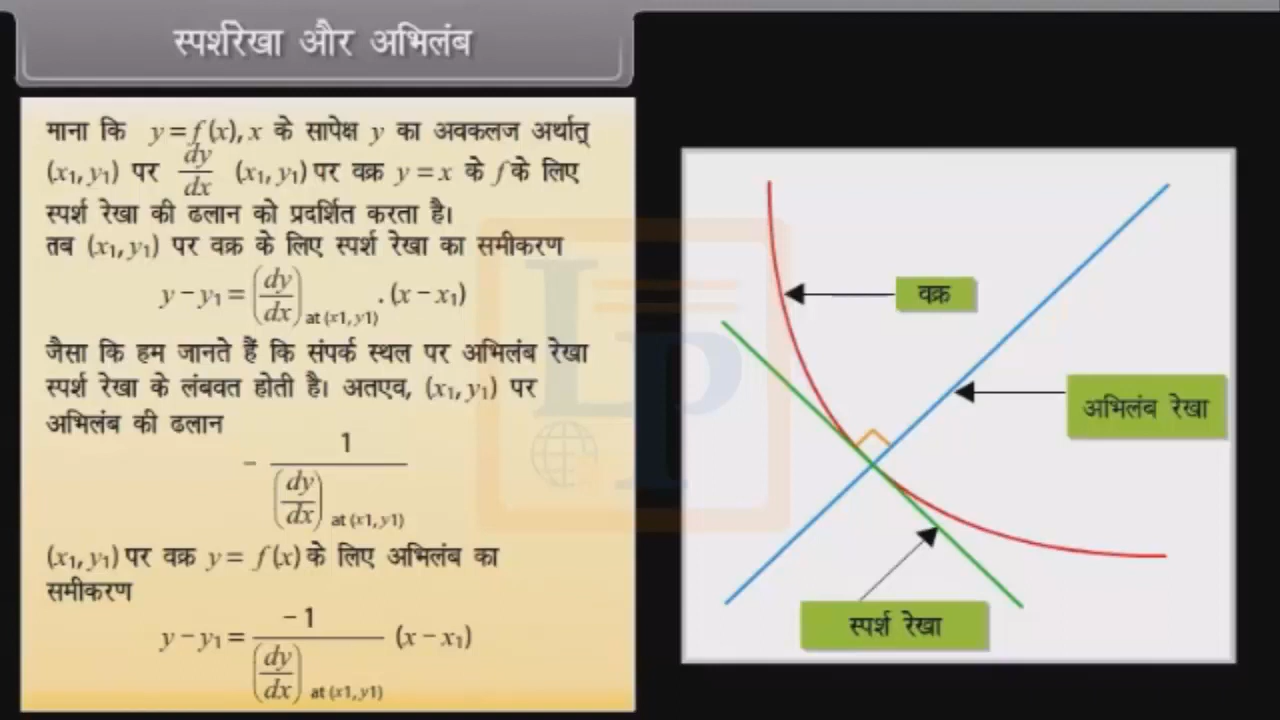 स्पर्शरेखा और अभिलंब
माना कि y = f (x), x के सापेक्ष y का अवकलज अर्थात्
(x₁, y₁) पर dy/dx (x₁, y₁) पर वक्र y = x के f के लिए
स्पर्श रेखा की ढलान को प्रदर्शित करता है।
तब (x₁, y₁) पर वक्र के लिए स्पर्श रेखा का समीकरण
y − y₁ = (dy/dx) at (x1, y1) . (x − x₁)
जैसा कि हम जानते हैं कि संपर्क स्थल पर अभिलंब रेखा
स्पर्श रेखा के लंबवत होती है। अतएव, (x₁, y₁) पर
अभिलंब की ढलान
− 1/(dy/dx) at (x1, y1)
(x₁, y₁) पर वक्र y = f (x) के लिए अभिलंब का
समीकरण
y − y₁ = −1/(dy/dx) at (x1, y1) (x − x₁)
वक्र
अभिलंब रेखा
स्पर्श रेखा
LP